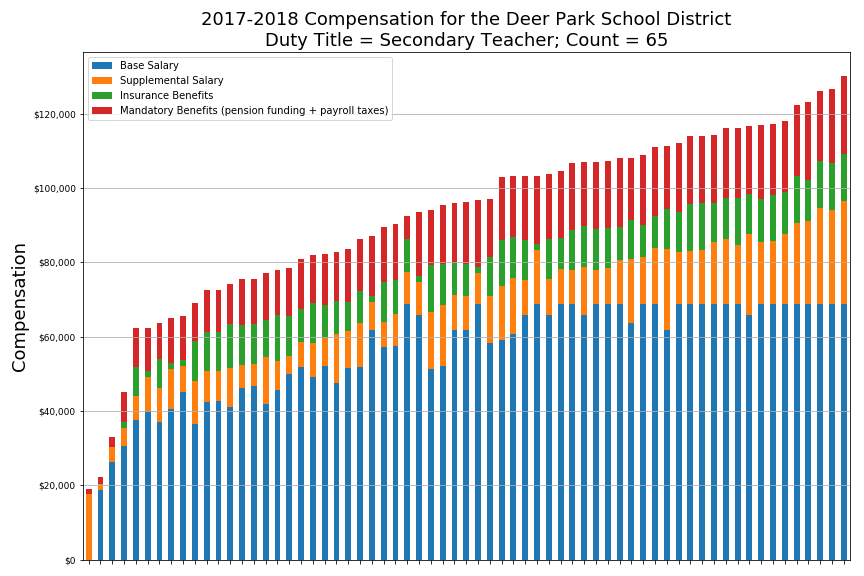 2017-2018 Compensation for the Deer Park School District
Duty Title = Secondary Teacher; Count = 65
Base Salary
Supplemental Salary
Insurance Benefits
Mandatory Benefits (pension funding + payroll taxes)
$120,000
$100,000
$80,000
$60,000
$40,000
$20,000
$0
Compensation